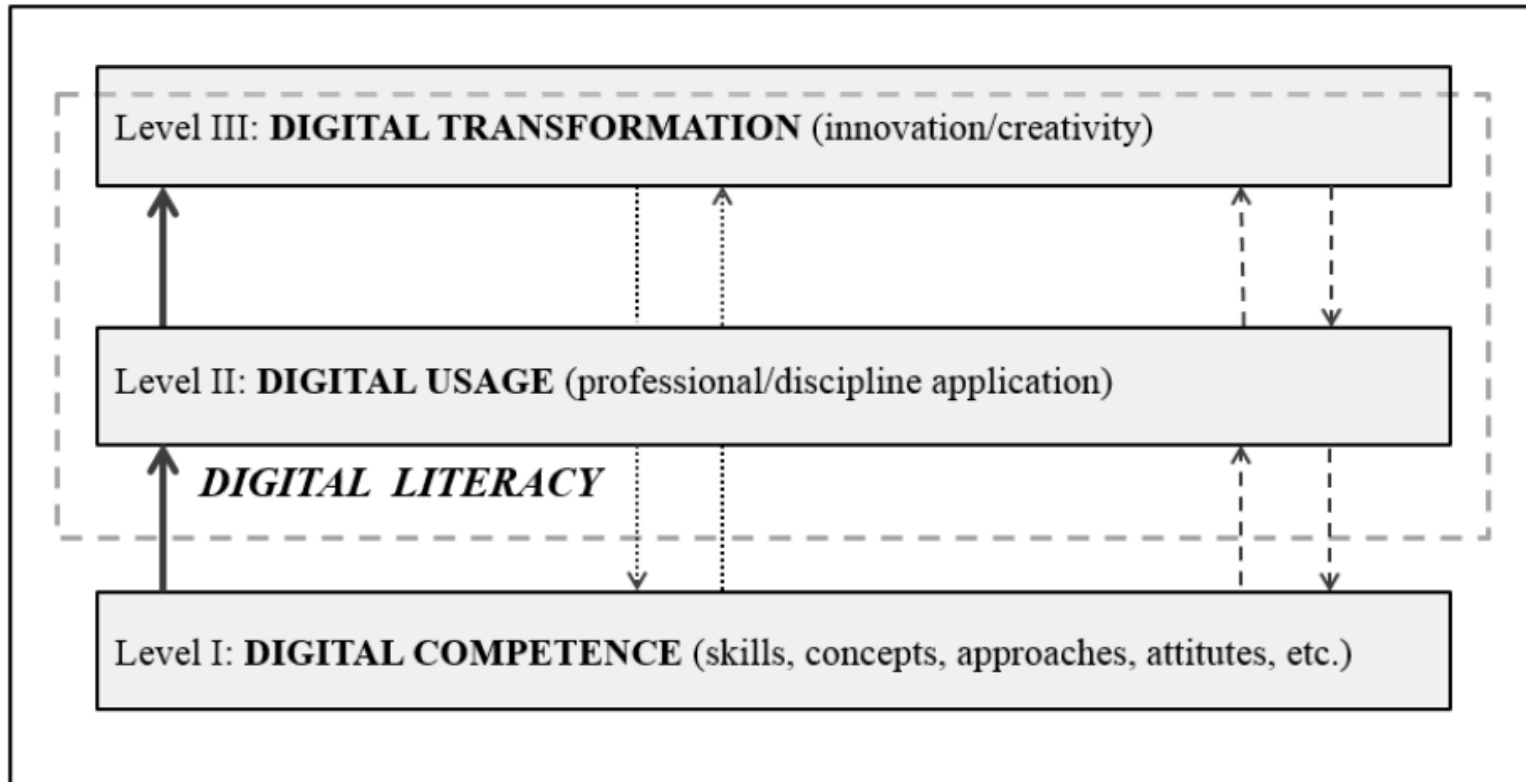 Level III: DIGITAL TRANSFORMATION (innovation/creativity)
Level II: DIGITAL USAGE (professional/discipline application)
DIGITAL LITERACY
Level I: DIGITAL COMPETENCE (skills, concepts, approaches, attitutes, etc.)